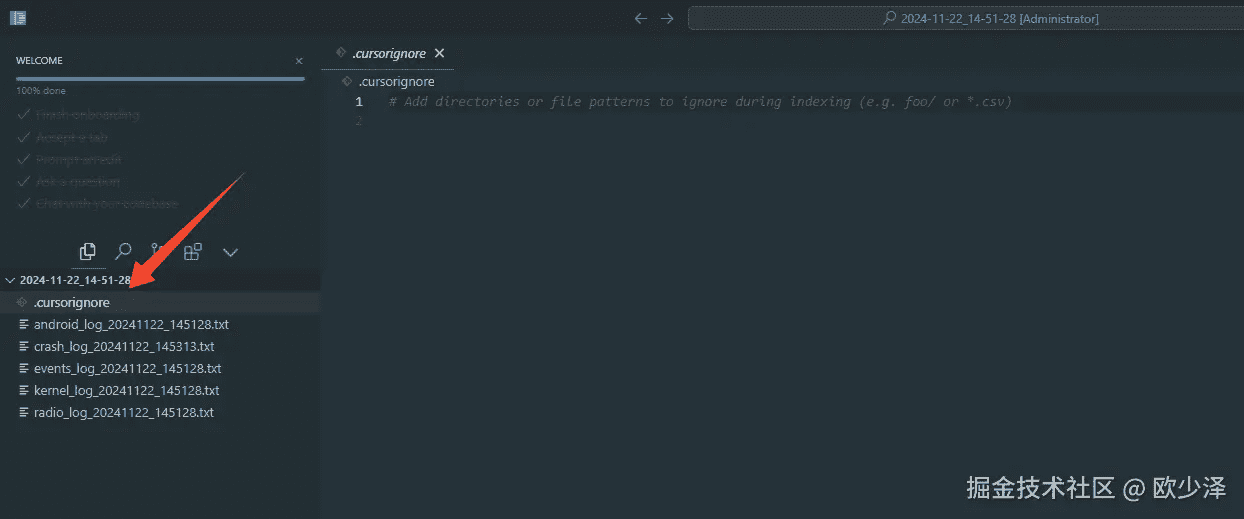 2024-11-22_14-51-28 [Administrator]
WELCOME
100% done
Finish onboarding
Accept a tab
Prompt an edit
Ask a question
Chat with your codebase
2024-11-22_14-51-28
.cursorignore
android_log_20241122_145128.txt
crash_log_20241122_145313.txt
events_log_20241122_145128.txt
kernel_log_20241122_145128.txt
radio_log_20241122_145128.txt
.cursorignore
.cursorignore
1 # Add directories or file patterns to ignore during indexing (e.g. foo/ or *.csv)
2
掘金技术社区 @ 欧少泽